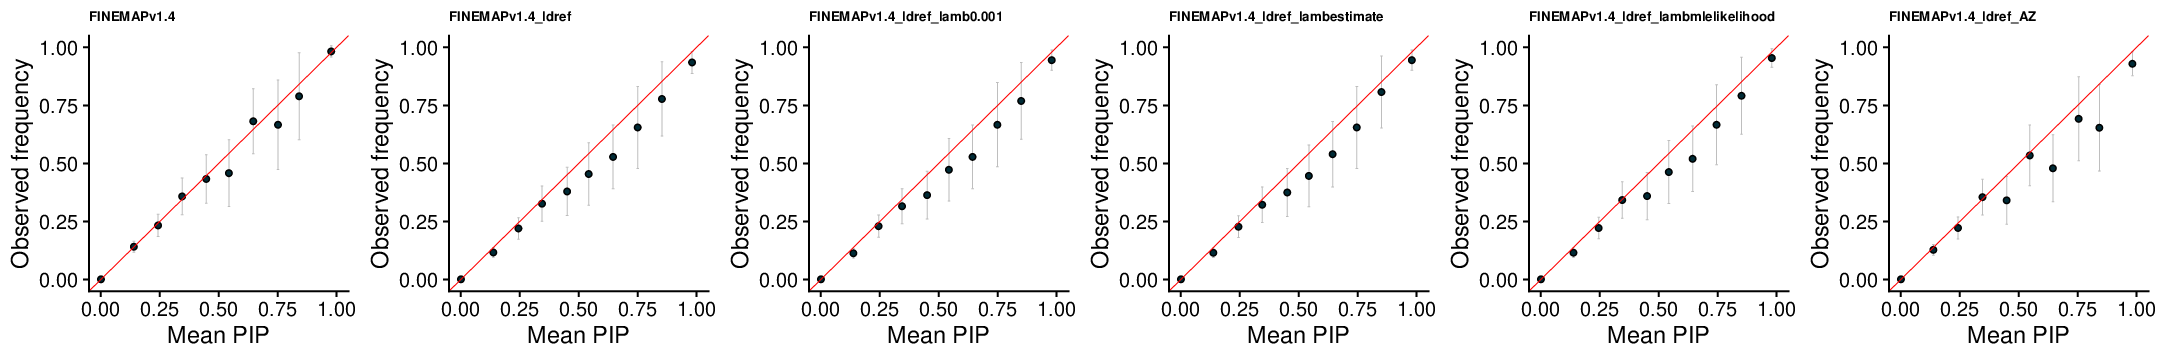 FINEMAPv1.4
Observed frequency
1.00
0.75
0.50
0.25
0.00
0.00 0.25 0.50 0.75 1.00
Mean PIP
FINEMAPv1.4_ldref
Observed frequency
1.00
0.75
0.50
0.25
0.00
0.00 0.25 0.50 0.75 1.00
Mean PIP
FINEMAPv1.4_ldref_lamb0.001
Observed frequency
1.00
0.75
0.50
0.25
0.00
0.00 0.25 0.50 0.75 1.00
Mean PIP
FINEMAPv1.4_ldref_lambestimate
Observed frequency
1.00
0.75
0.50
0.25
0.00
0.00 0.25 0.50 0.75 1.00
Mean PIP
FINEMAPv1.4_ldref_lambmlelikelihood
Observed frequency
1.00
0.75
0.50
0.25
0.00
0.00 0.25 0.50 0.75 1.00
Mean PIP
FINEMAPv1.4_ldref_AZ
Observed frequency
1.00
0.75
0.50
0.25
0.00
0.00 0.25 0.50 0.75 1.00
Mean PIP